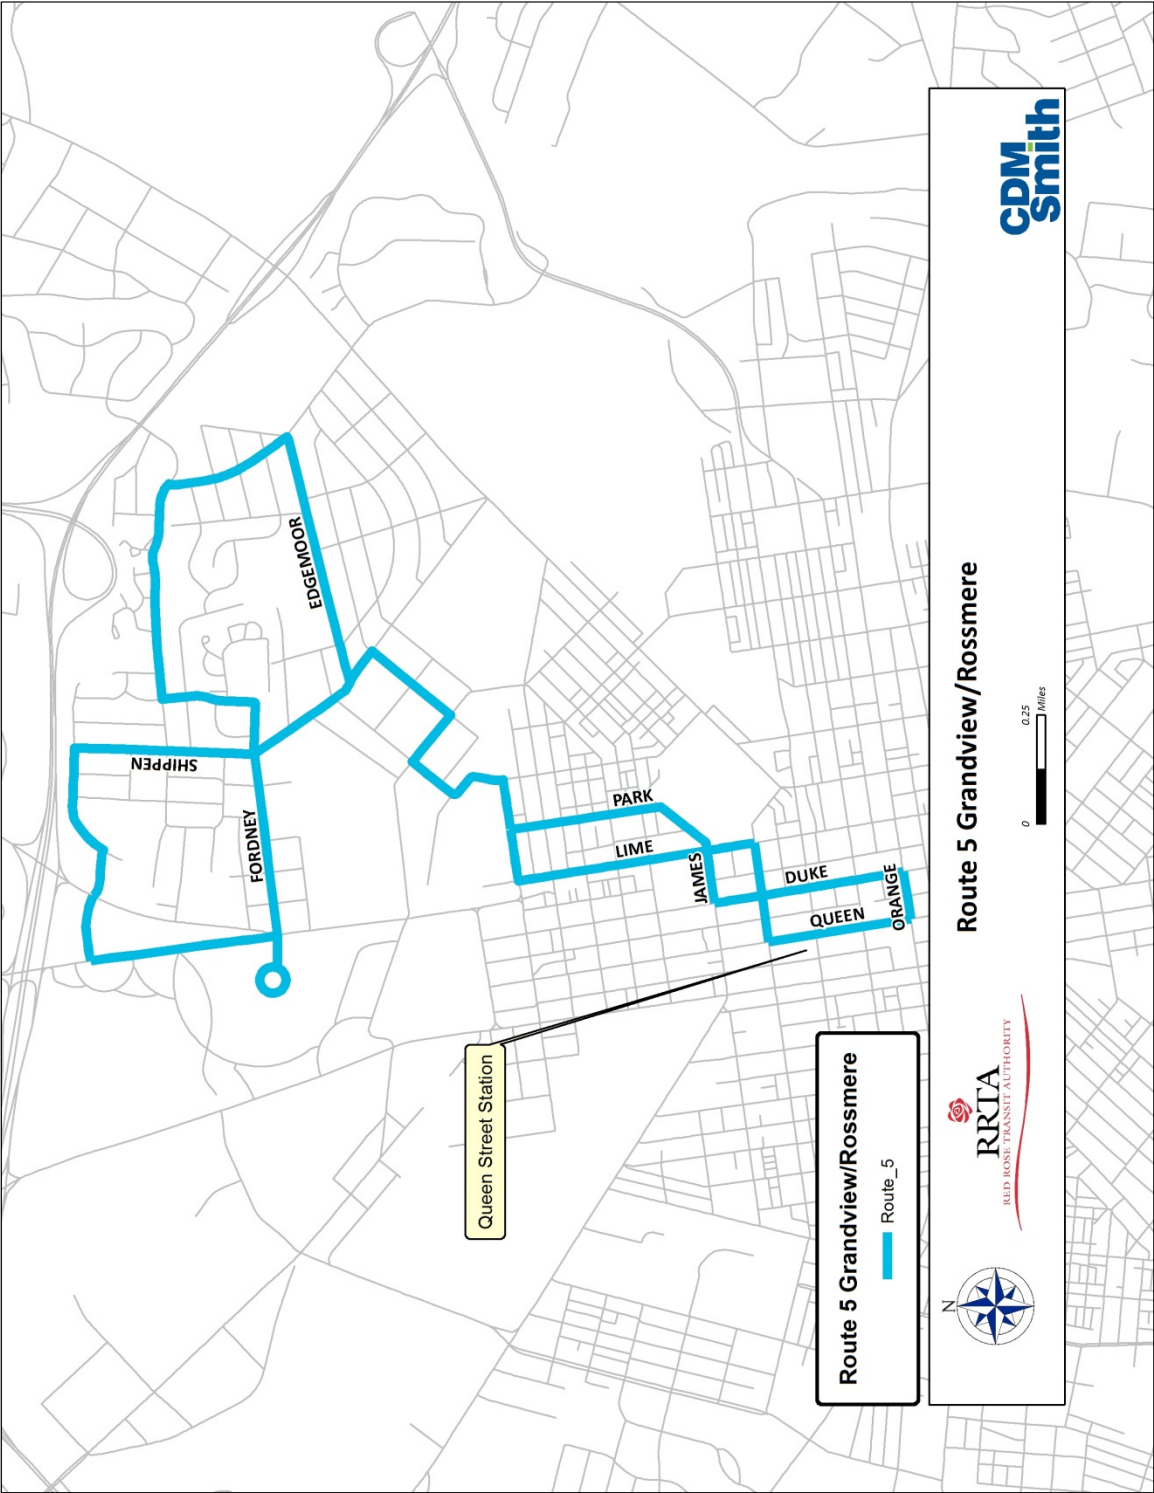 SHIPPEN
FORDNEY
EDGEMOOR
PARK
LIME
JAMES
DUKE
QUEEN
ORANGE
Queen Street Station
Route 5 Grandview/Rossmere
Route_5
N
RRTA
RED ROSE TRANSIT AUTHORITY
Route 5 Grandview/Rossmere
0 0.25
Miles
CDM
Smith